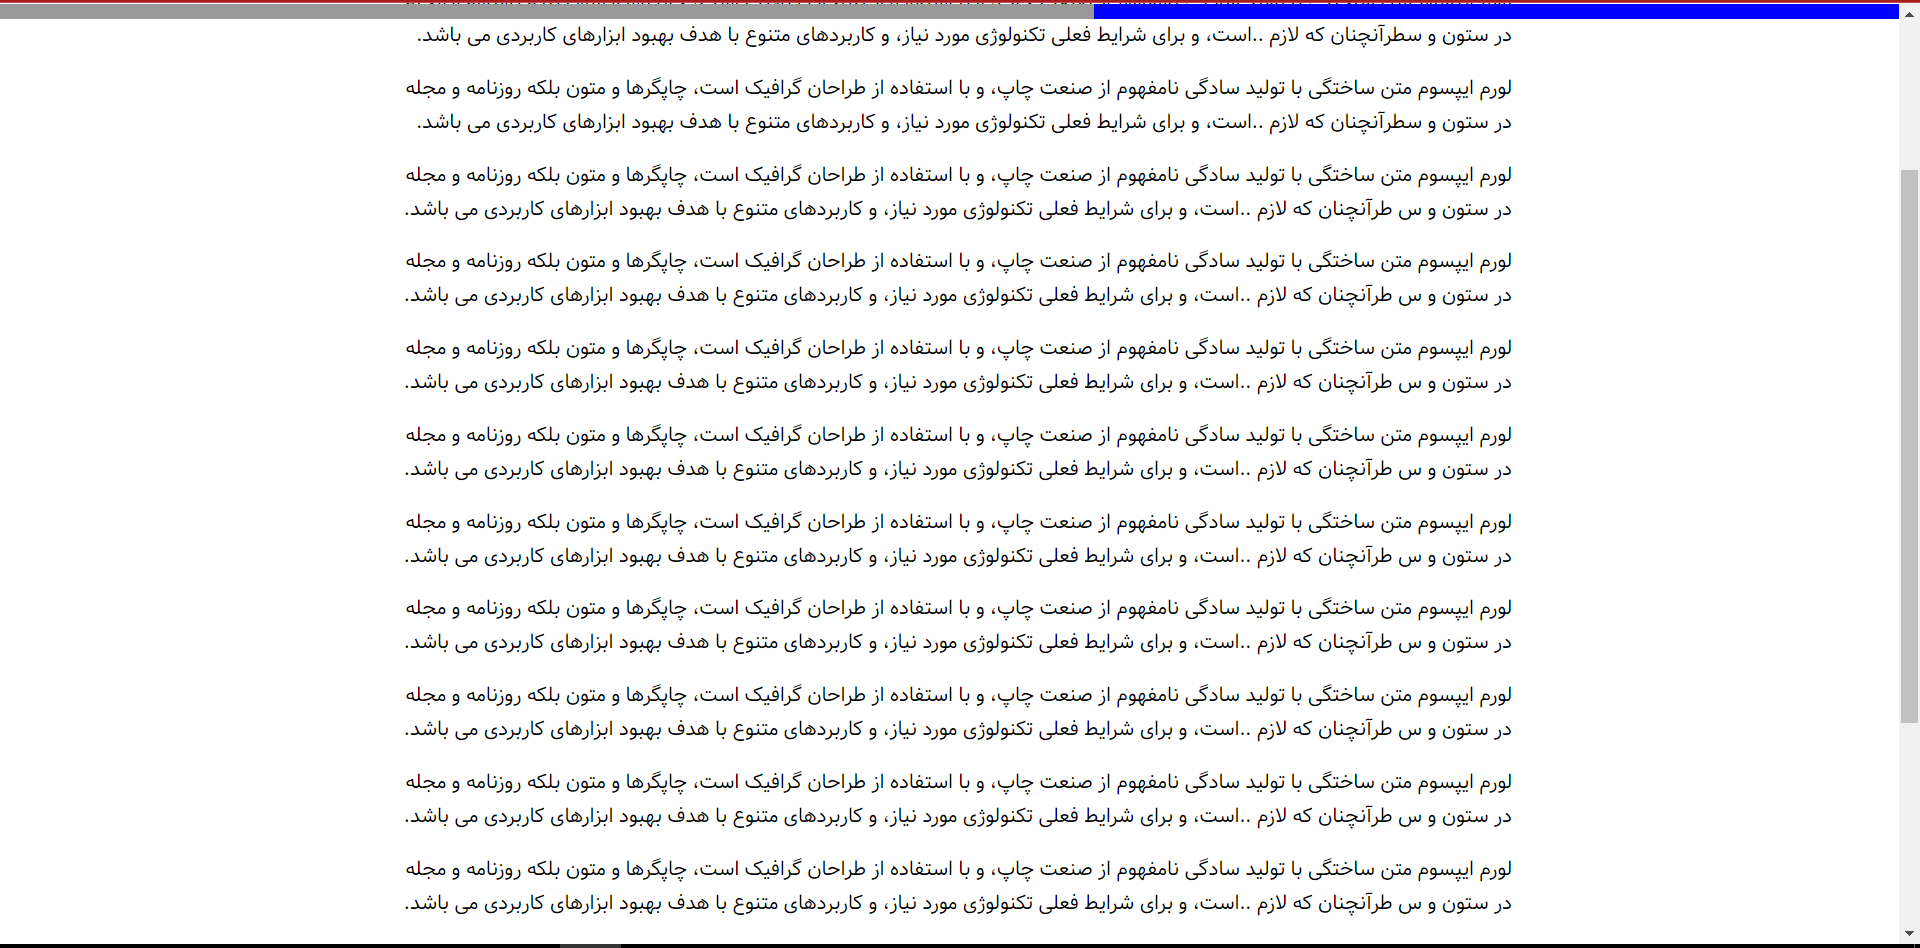 در ستون و سطرآنچنان که لازم ..است، و برای شرایط فعلی تکنولوژی مورد نیاز، و کاربردهای متنوع با هدف بهبود ابزارهای کاربردی می باشد.
لورم ایپسوم متن ساختگی با تولید سادگی نامفهوم از صنعت چاپ، و با استفاده از طراحان گرافیک است، چاپگرها و متون بلکه روزنامه و مجله
در ستون و سطرآنچنان که لازم ..است، و برای شرایط فعلی تکنولوژی مورد نیاز، و کاربردهای متنوع با هدف بهبود ابزارهای کاربردی می باشد.
لورم ایپسوم متن ساختگی با تولید سادگی نامفهوم از صنعت چاپ، و با استفاده از طراحان گرافیک است، چاپگرها و متون بلکه روزنامه و مجله
در ستون و س طرآنچنان که لازم ..است، و برای شرایط فعلی تکنولوژی مورد نیاز، و کاربردهای متنوع با هدف بهبود ابزارهای کاربردی می باشد.
لورم ایپسوم متن ساختگی با تولید سادگی نامفهوم از صنعت چاپ، و با استفاده از طراحان گرافیک است، چاپگرها و متون بلکه روزنامه و مجله
در ستون و س طرآنچنان که لازم ..است، و برای شرایط فعلی تکنولوژی مورد نیاز، و کاربردهای متنوع با هدف بهبود ابزارهای کاربردی می باشد.
لورم ایپسوم متن ساختگی با تولید سادگی نامفهوم از صنعت چاپ، و با استفاده از طراحان گرافیک است، چاپگرها و متون بلکه روزنامه و مجله
در ستون و س طرآنچنان که لازم ..است، و برای شرایط فعلی تکنولوژی مورد نیاز، و کاربردهای متنوع با هدف بهبود ابزارهای کاربردی می باشد.
لورم ایپسوم متن ساختگی با تولید سادگی نامفهوم از صنعت چاپ، و با استفاده از طراحان گرافیک است، چاپگرها و متون بلکه روزنامه و مجله
در ستون و س طرآنچنان که لازم ..است، و برای شرایط فعلی تکنولوژی مورد نیاز، و کاربردهای متنوع با هدف بهبود ابزارهای کاربردی می باشد.
لورم ایپسوم متن ساختگی با تولید سادگی نامفهوم از صنعت چاپ، و با استفاده از طراحان گرافیک است، چاپگرها و متون بلکه روزنامه و مجله
در ستون و س طرآنچنان که لازم ..است، و برای شرایط فعلی تکنولوژی مورد نیاز، و کاربردهای متنوع با هدف بهبود ابزارهای کاربردی می باشد.
لورم ایپسوم متن ساختگی با تولید سادگی نامفهوم از صنعت چاپ، و با استفاده از طراحان گرافیک است، چاپگرها و متون بلکه روزنامه و مجله
در ستون و س طرآنچنان که لازم ..است، و برای شرایط فعلی تکنولوژی مورد نیاز، و کاربردهای متنوع با هدف بهبود ابزارهای کاربردی می باشد.
لورم ایپسوم متن ساختگی با تولید سادگی نامفهوم از صنعت چاپ، و با استفاده از طراحان گرافیک است، چاپگرها و متون بلکه روزنامه و مجله
در ستون و س طرآنچنان که لازم ..است، و برای شرایط فعلی تکنولوژی مورد نیاز، و کاربردهای متنوع با هدف بهبود ابزارهای کاربردی می باشد.
لورم ایپسوم متن ساختگی با تولید سادگی نامفهوم از صنعت چاپ، و با استفاده از طراحان گرافیک است، چاپگرها و متون بلکه روزنامه و مجله
در ستون و س طرآنچنان که لازم ..است، و برای شرایط فعلی تکنولوژی مورد نیاز، و کاربردهای متنوع با هدف بهبود ابزارهای کاربردی می باشد.
لورم ایپسوم متن ساختگی با تولید سادگی نامفهوم از صنعت چاپ، و با استفاده از طراحان گرافیک است، چاپگرها و متون بلکه روزنامه و مجله
در ستون و س طرآنچنان که لازم ..است، و برای شرایط فعلی تکنولوژی مورد نیاز، و کاربردهای متنوع با هدف بهبود ابزارهای کاربردی می باشد.